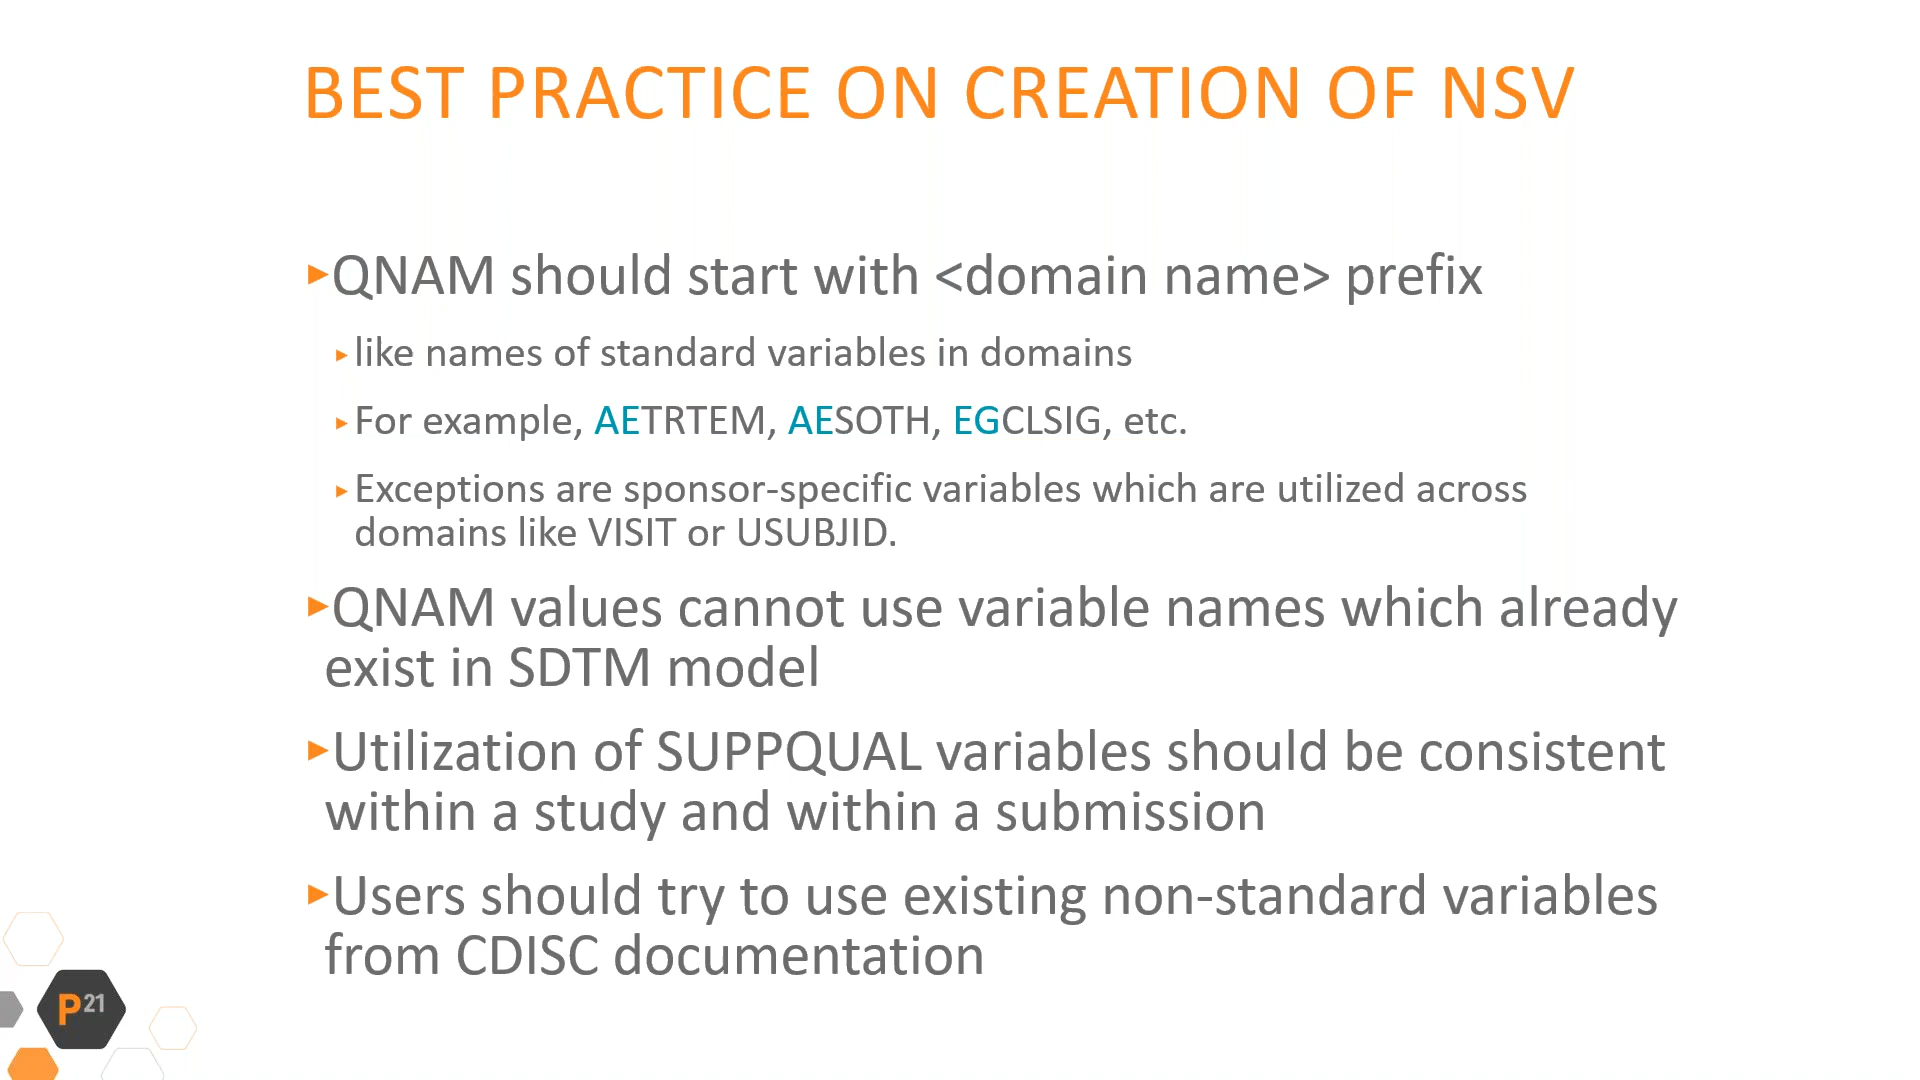 BEST PRACTICE ON CREATION OF NSV
▸QNAM should start with <domain name> prefix
▸like names of standard variables in domains
▸For example, AETRTEM, AESOTH, EGCLSIG, etc.
▸Exceptions are sponsor-specific variables which are utilized across
domains like VISIT or USUBJID.
▸QNAM values cannot use variable names which already
exist in SDTM model
▸Utilization of SUPPQUAL variables should be consistent
within a study and within a submission
▸Users should try to use existing non-standard variables
from CDISC documentation
P21